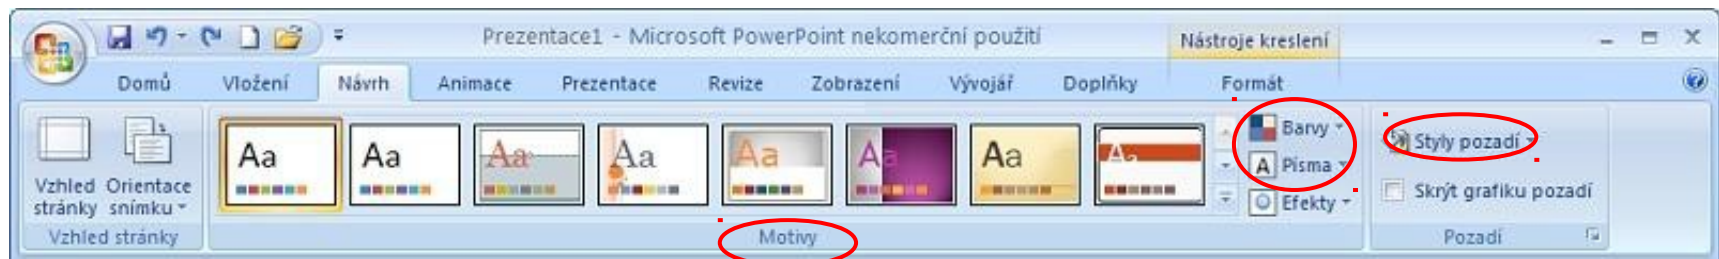 Prezentace1 - Microsoft PowerPoint nekomerční použití
Nástroje kreslení
Domů Vložení Návrh Animace Prezentace Revize Zobrazení Vývojář Doplňky Formát
Aa Aa Aa Aa Aa Aa Aa Aa
Barvy
Písma
Efekty
Styly pozadí
Skrýt grafiku pozadí
Vzhled
stránky
Orientace
snímku
Vzhled stránky
Motivy
Pozadí